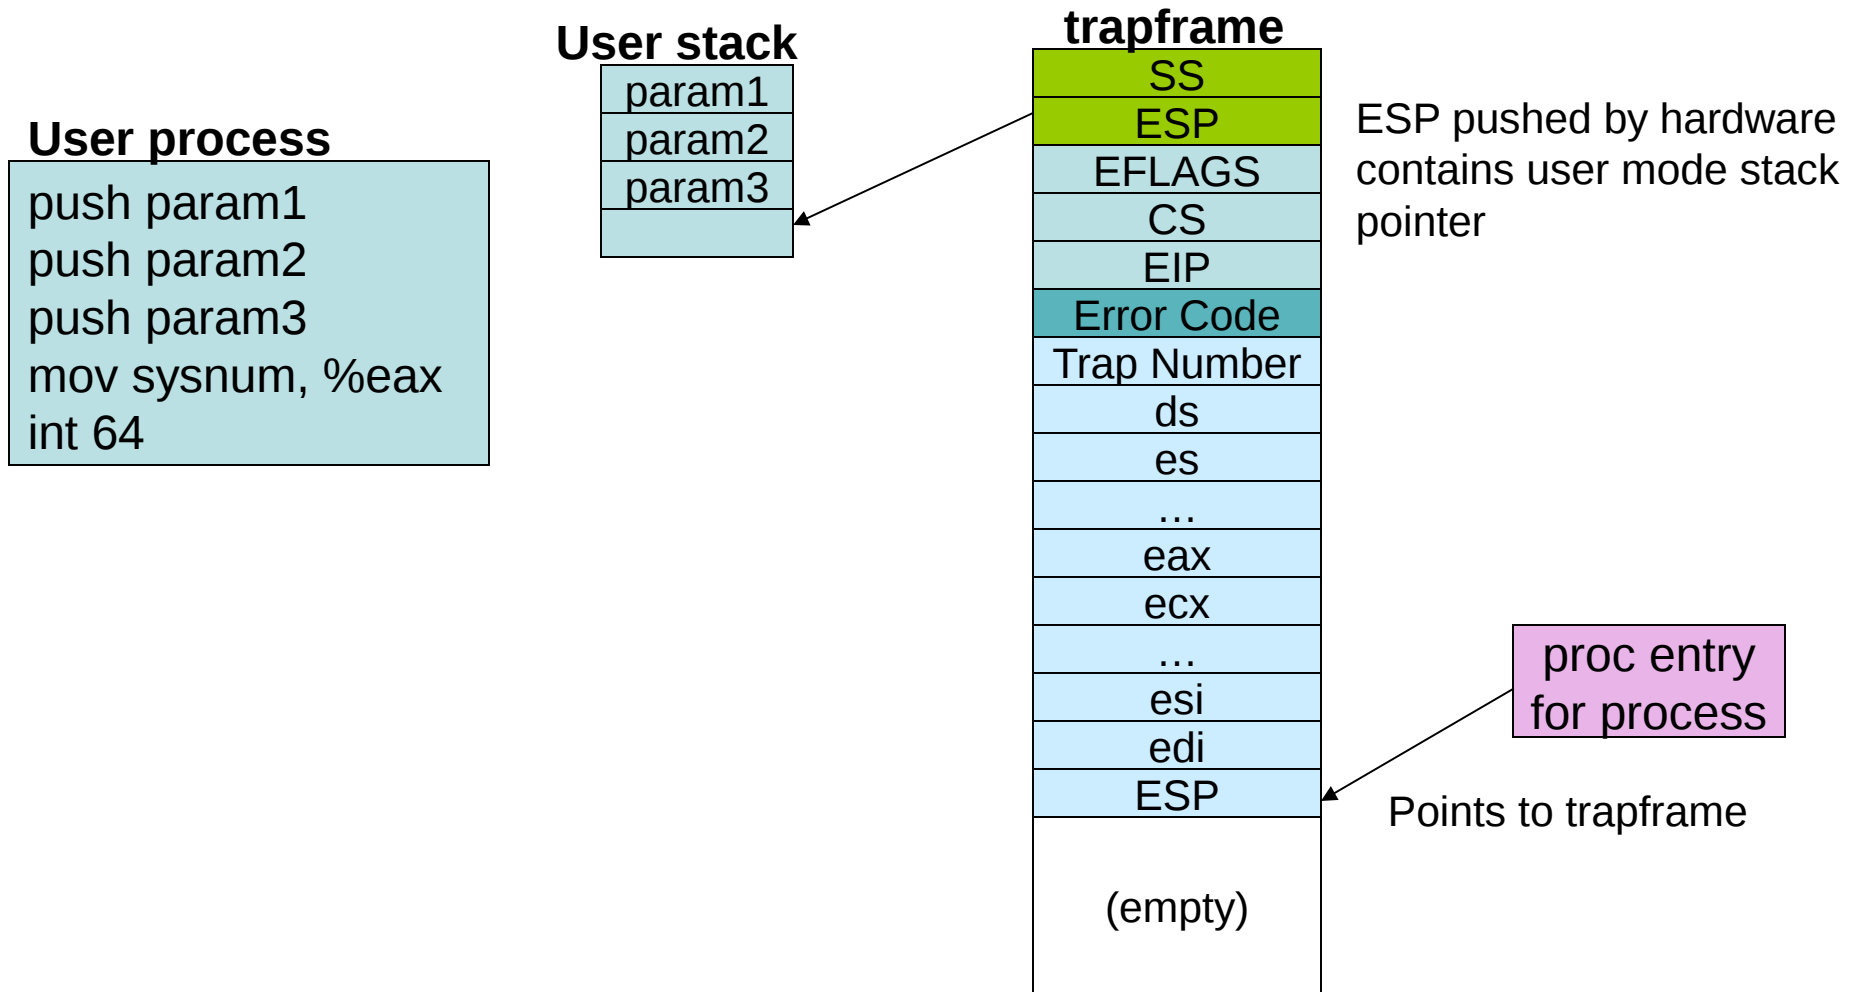 User process
push param1
push param2
push param3
mov sysnum, %eax
int 64
User stack
param1
param2
param3
trapframe
SS
ESP
EFLAGS
CS
EIP
Error Code
Trap Number
ds
es
…
eax
ecx
…
esi
edi
ESP
(empty)
ESP pushed by hardware
contains user mode stack
pointer
proc entry
for process
Points to trapframe